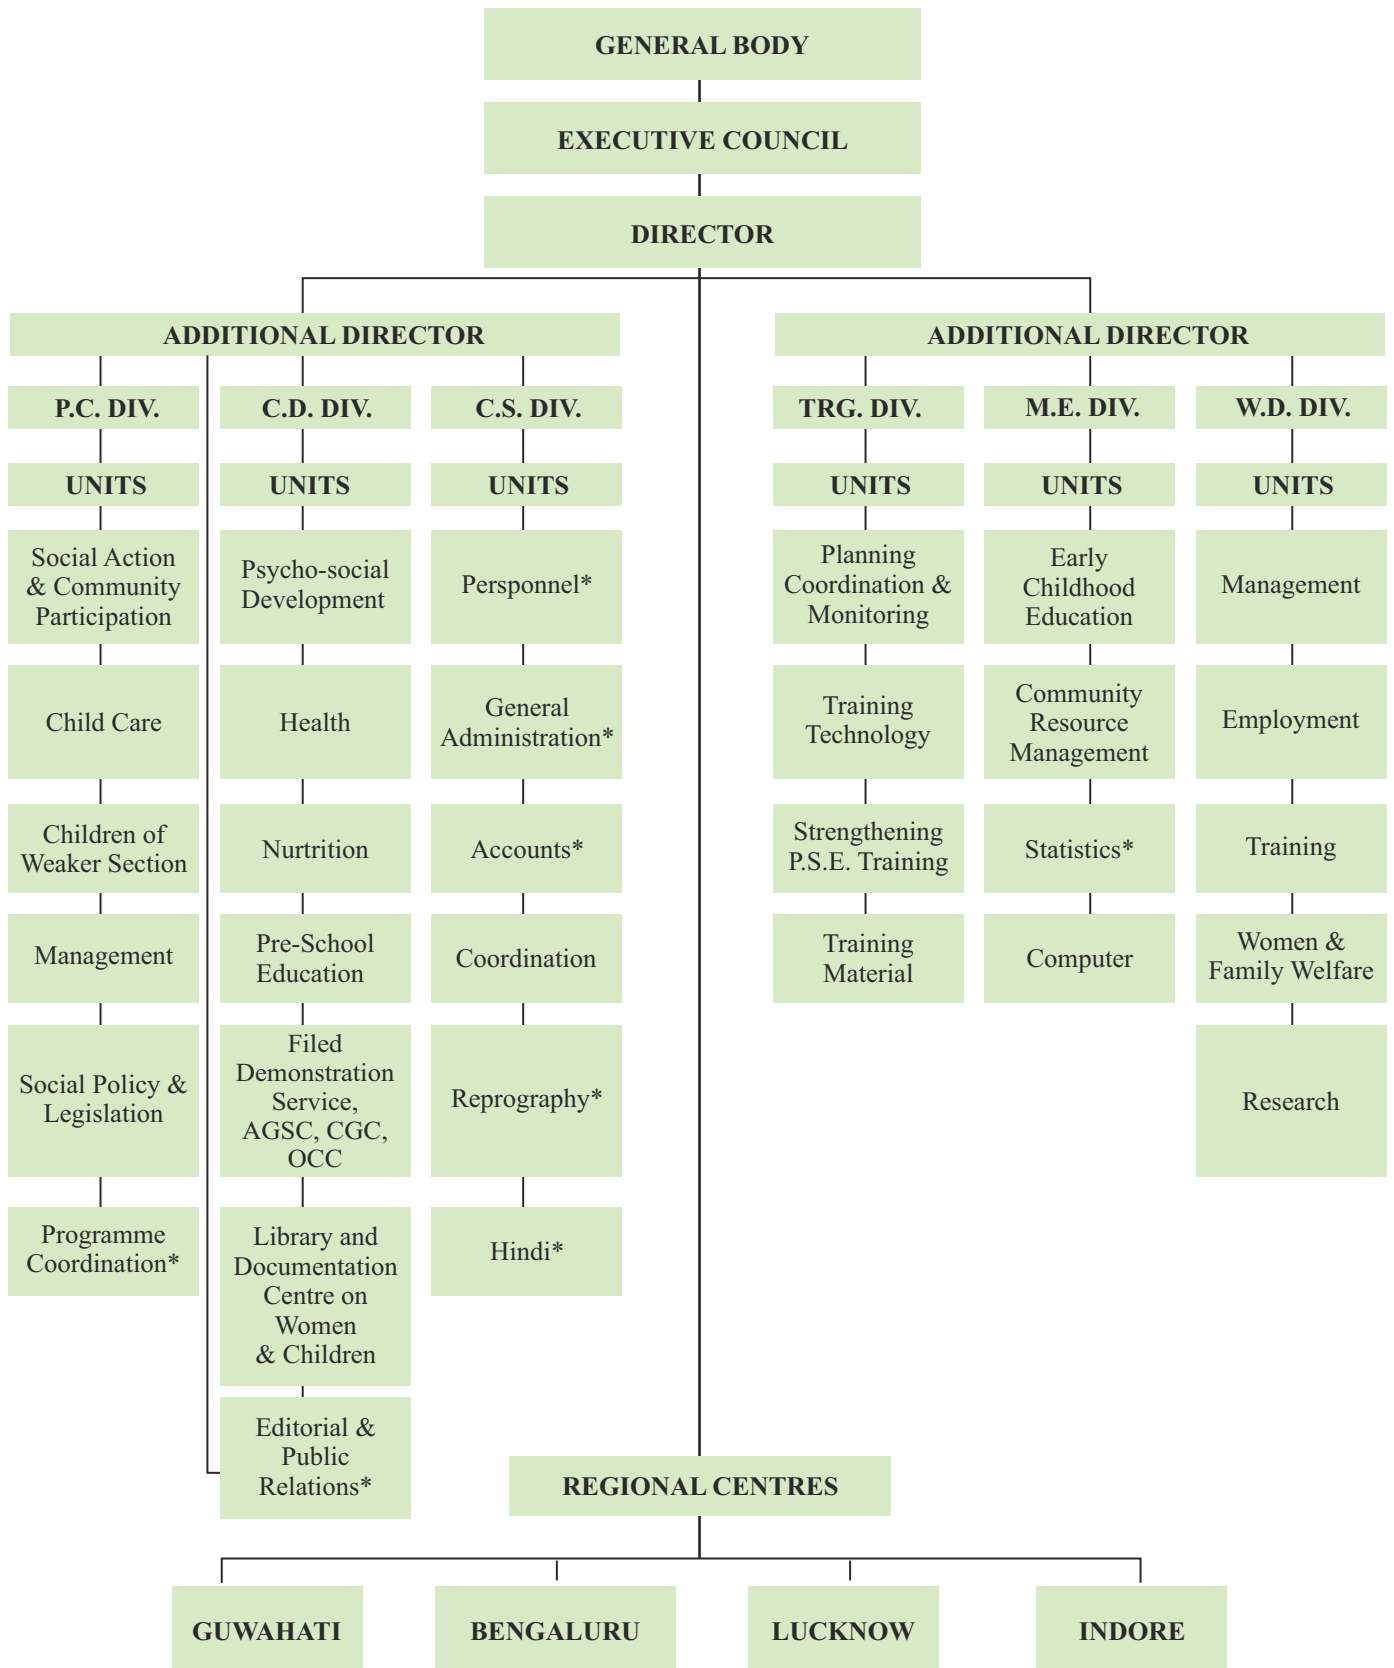 GENERAL BODY
EXECUTIVE COUNCIL
DIRECTOR
ADDITIONAL DIRECTOR
P.C. DIV.
UNITS
Social Action
& Community
Participation
Child Care
Children of
Weaker Section
Management
Social Policy &
Legislation
Programme
Coordination*
C.D. DIV.
UNITS
Psycho-social
Development
Health
Nurtrition
Pre-School
Education
Filed
Demonstration
Service,
AGSC, CGC,
OCC
Library and
Documentation
Centre on
Women
& Children
Editorial &
Public
Relations*
C.S. DIV.
UNITS
Persponnel*
General
Administration*
Accounts*
Coordination
Reprography*
Hindi*
ADDITIONAL DIRECTOR
TRG. DIV.
UNITS
Planning
Coordination &
Monitoring
Training
Technology
Strengthening
P.S.E. Training
Training
Material
M.E. DIV.
UNITS
Early
Childhood
Education
Community
Resource
Management
Statistics*
Computer
W.D. DIV.
UNITS
Management
Employment
Training
Women &
Family Welfare
Research
REGIONAL CENTRES
GUWAHATI
BENGALURU
LUCKNOW
INDORE